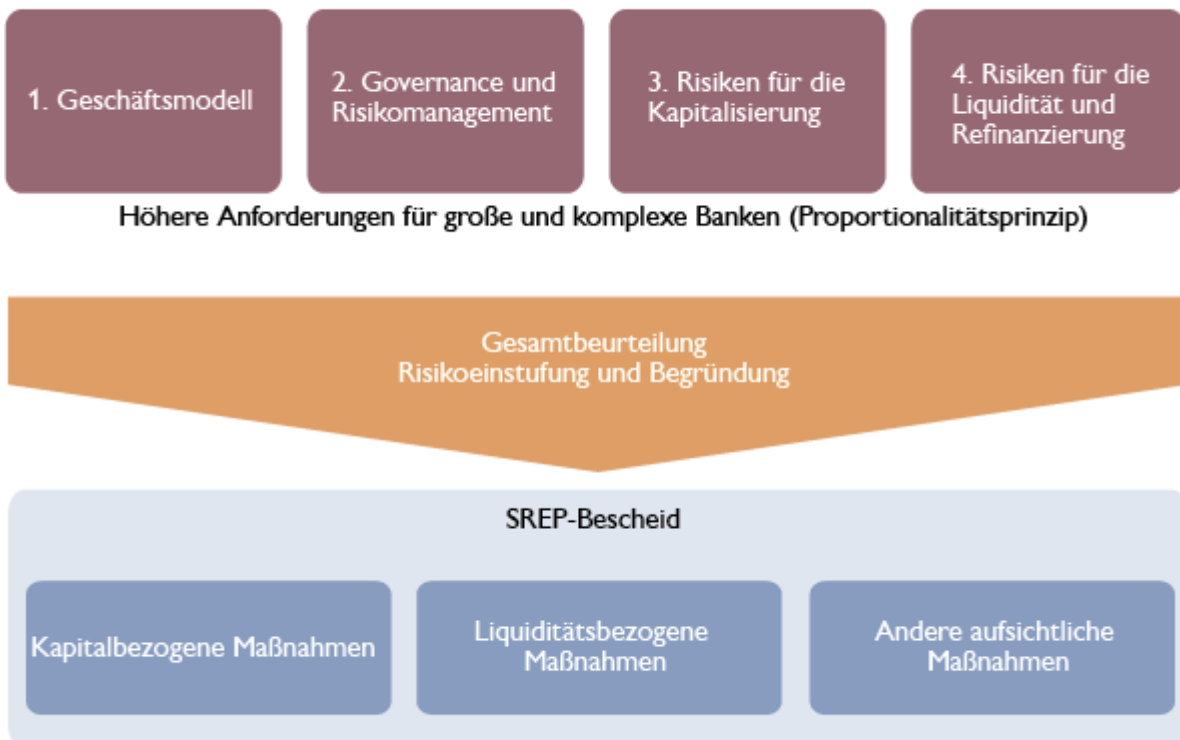 1. Geschäftsmodell
2. Governance und
Risikomanagement
3. Risiken für die
Kapitalisierung
4. Risiken für die
Liquidität und
Refinanzierung
Höhere Anforderungen für große und komplexe Banken (Proportionalitätsprinzip)
Gesamtbeurteilung
Risikoeinstufung und Begründung
SREP-Bescheid
Kapitalbezogene Maßnahmen
Liquiditätsbezogene
Maßnahmen
Andere aufsichtliche
Maßnahmen